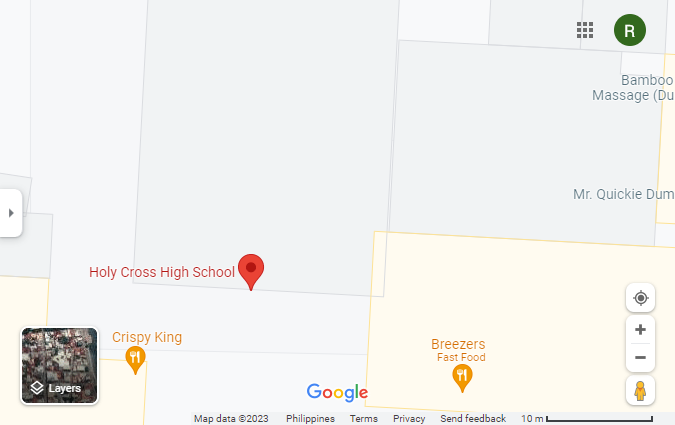 R
Bamboo
Massage (Du
Mr. Quickie Dum
Holy Cross High School
Crispy King
Breezers
Fast Food
Layers
Google
Map data ©2023 Philippines Terms Privacy Send feedback 10 m